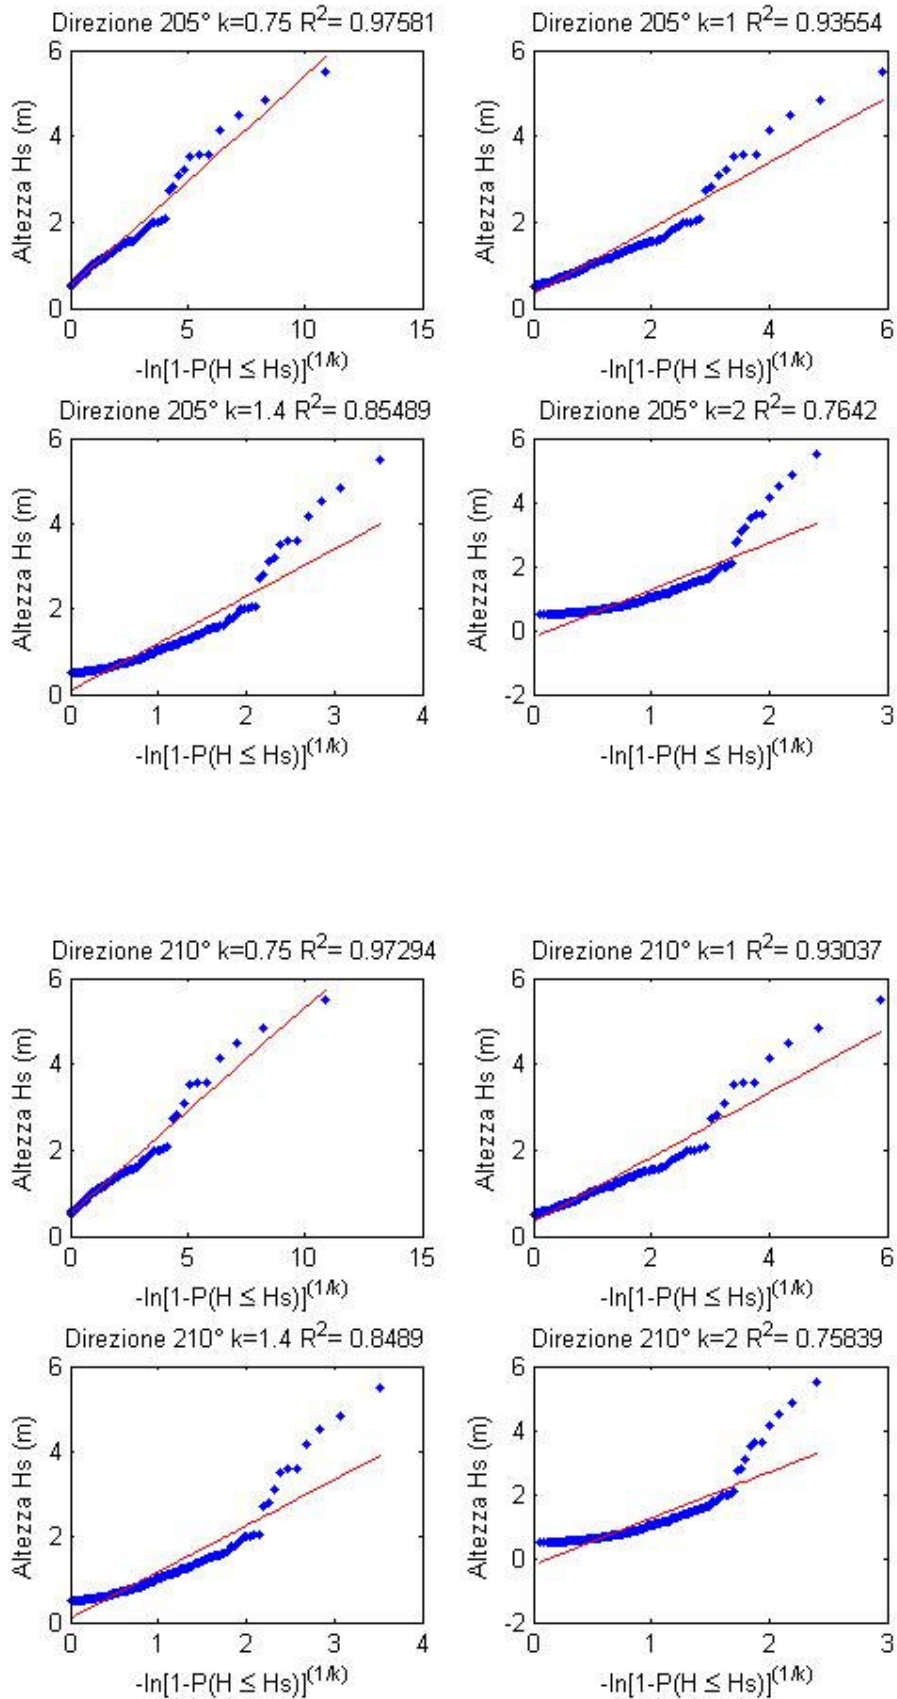 Direzione 205° k=0.75 R²= 0.97581
Direzione 205° k=1 R²= 0.93554
6
4
2
0
Altezza Hs (m)
0 5 10 15
-ln[1-P(H ≤ Hs)]^(1/k)
6
4
2
0
Altezza Hs (m)
0 2 4 6
-ln[1-P(H ≤ Hs)]^(1/k)
Direzione 205° k=1.4 R²= 0.85489
Direzione 205° k=2 R²= 0.7642
6
4
2
0
Altezza Hs (m)
0 1 2 3 4
-ln[1-P(H ≤ Hs)]^(1/k)
6
4
2
0
-2
Altezza Hs (m)
0 1 2 3
-ln[1-P(H ≤ Hs)]^(1/k)
Direzione 210° k=0.75 R²= 0.97294
Direzione 210° k=1 R²= 0.93037
6
4
2
0
Altezza Hs (m)
0 5 10 15
-ln[1-P(H ≤ Hs)]^(1/k)
6
4
2
0
Altezza Hs (m)
0 2 4 6
-ln[1-P(H ≤ Hs)]^(1/k)
Direzione 210° k=1.4 R²= 0.8489
Direzione 210° k=2 R²= 0.75839
6
4
2
0
Altezza Hs (m)
0 1 2 3 4
-ln[1-P(H ≤ Hs)]^(1/k)
6
4
2
0
-2
Altezza Hs (m)
0 1 2 3
-ln[1-P(H ≤ Hs)]^(1/k)